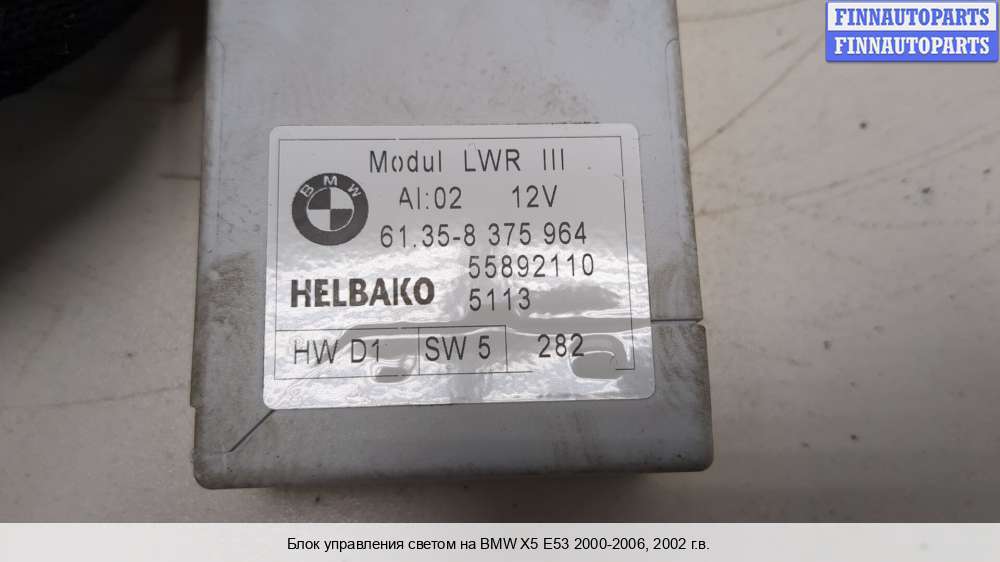 FINNAUTOPARTS
FINNAUTOPARTS
Modul LWR III
BMW
AI:02 12V
61.35-8 375 964
55892110
HELBAKO 5113
HW D1 SW 5 282
Блок управления светом на BMW X5 E53 2000-2006, 2002 г.в.